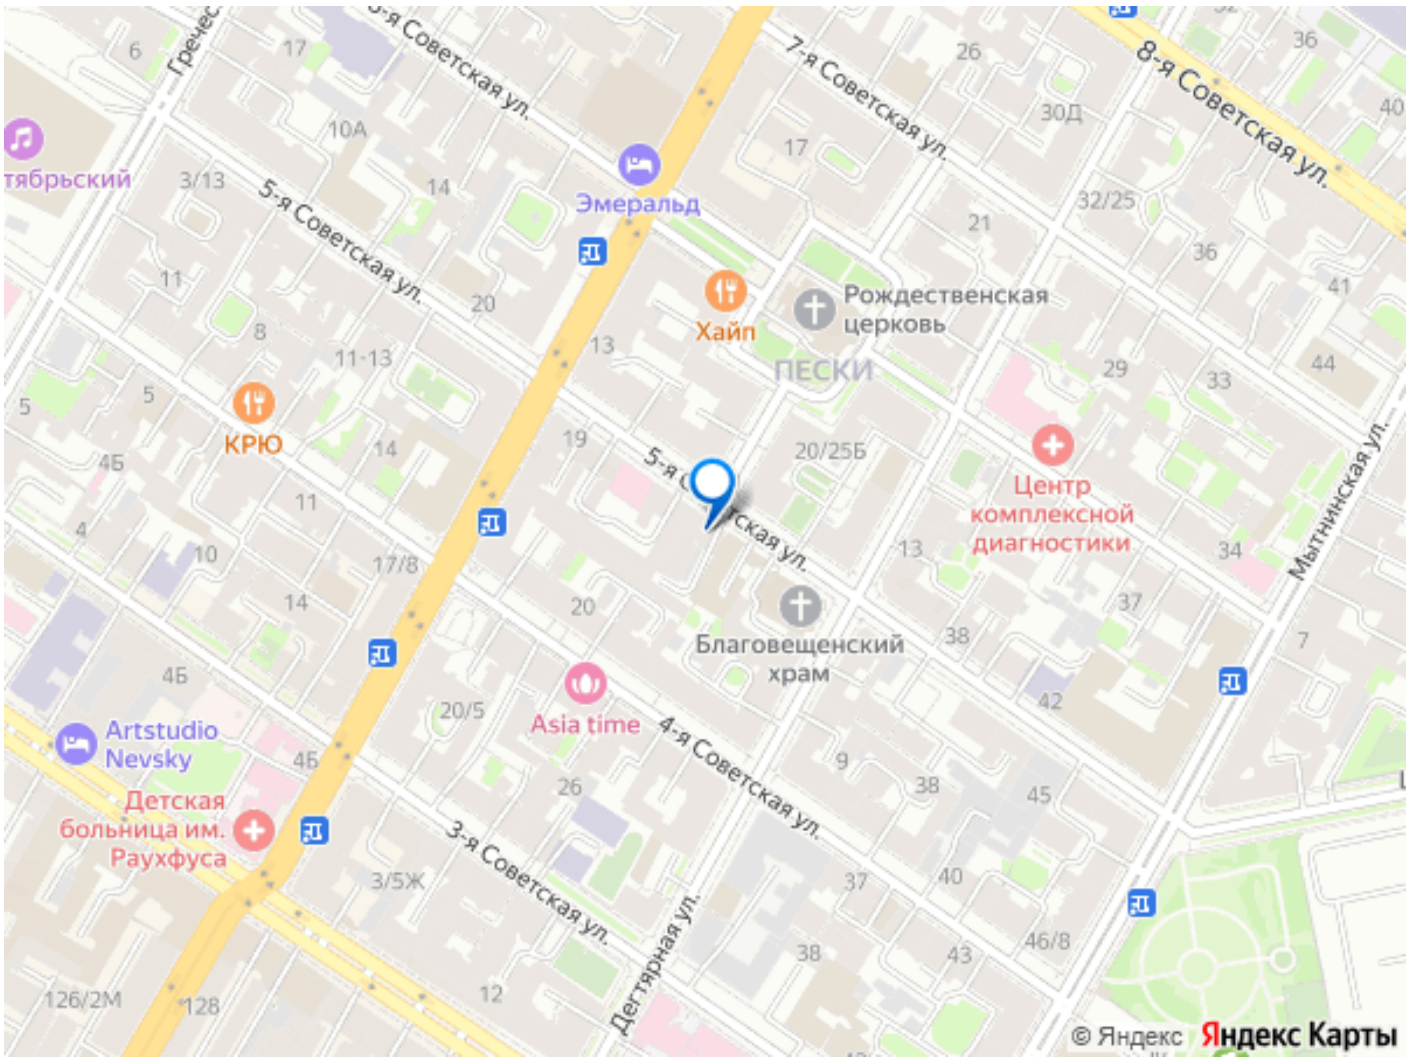 6
17
Гречес
6-я Советская ул.
7-я Советская ул.
26
36
8-я Советская ул.
40
30Д
10А
17
тябрьский
3/13
14
Эмеральд
5-я Советская ул.
32/25
21
36
11
41
20
Рождественская
церковь
Хайп
8
13
11-13
ПЕСКИ
29
33
44
5
5
КРЮ
14
19
20/25Б
4Б
5-я С
тская ул.
Центр
комплексной
диагностики
Мытнинская ул.
11
4
10
13
34
17/8
14
20
37
38
7
Благовещенский
храм
4Б
42
20/5
Asia time
4-я Советская ул.
Artstudio
Nevsky
4Б
9
38
45
26
Детская
больница им.
Раухфуса
3-я Советская ул.
3/5Ж
37
40
46/8
Дегтярная ул.
38
43
126/2М
128
12
© Яндекс
Яндекс Карты